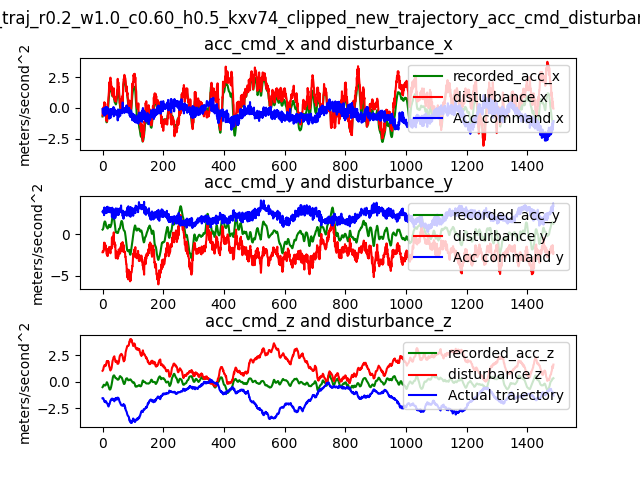 _traj_r0.2_w1.0_c0.60_h0.5_kxv74_clipped_new_trajectory_acc_cmd_disturbar
acc_cmd_x and disturbance_x
meters/second^2
2.5
0.0
−2.5
recorded_acc_x
disturbance x
Acc command x
0 200 400 600 800 1000 1200 1400
acc_cmd_y and disturbance_y
meters/second^2
0
−5
recorded_acc_y
disturbance y
Acc command y
0 200 400 600 800 1000 1200 1400
acc_cmd_z and disturbance_z
meters/second^2
2.5
0.0
−2.5
recorded_acc_z
disturbance z
Actual trajectory
0 200 400 600 800 1000 1200 1400